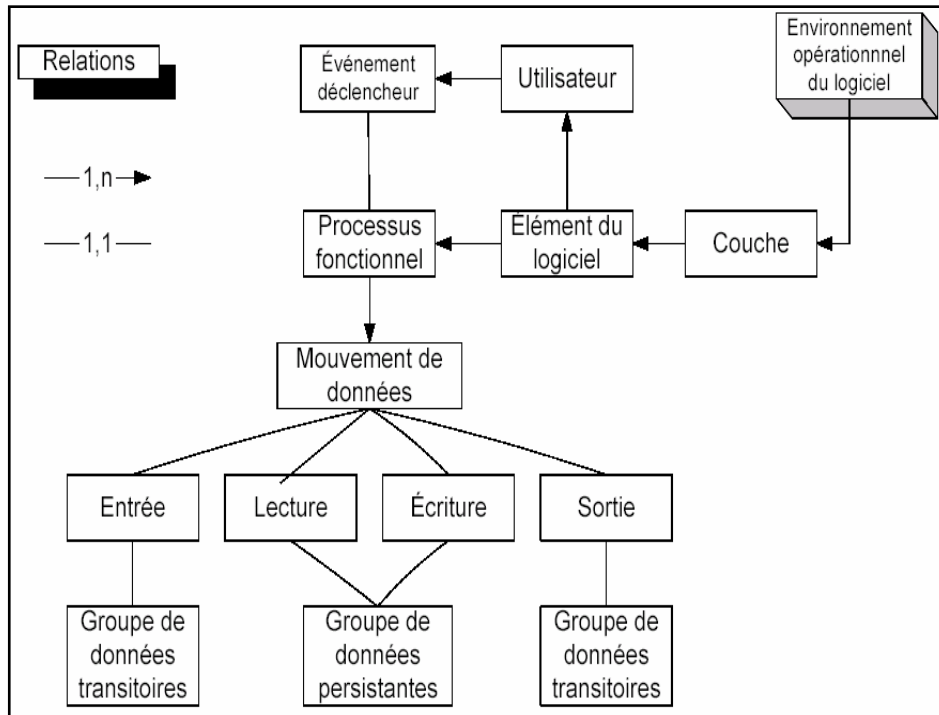 Relations
1,n
1,1
Événement
déclencheur
Utilisateur
Environnement
opérationnnel
du logiciel
Processus
fonctionnel
Élément du
logiciel
Couche
Mouvement de
données
Entrée
Lecture
Écriture
Sortie
Groupe de
données
transitoires
Groupe de
données
persistantes
Groupe de
données
transitoires